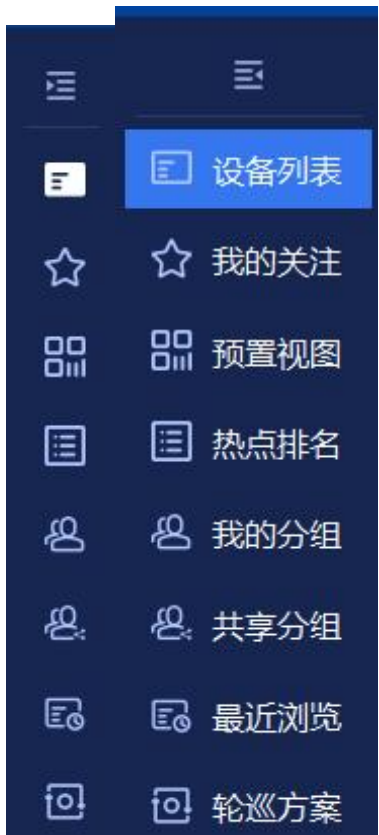 设备列表
我的关注
预置视图
热点排名
我的分组
共享分组
最近浏览
轮巡方案